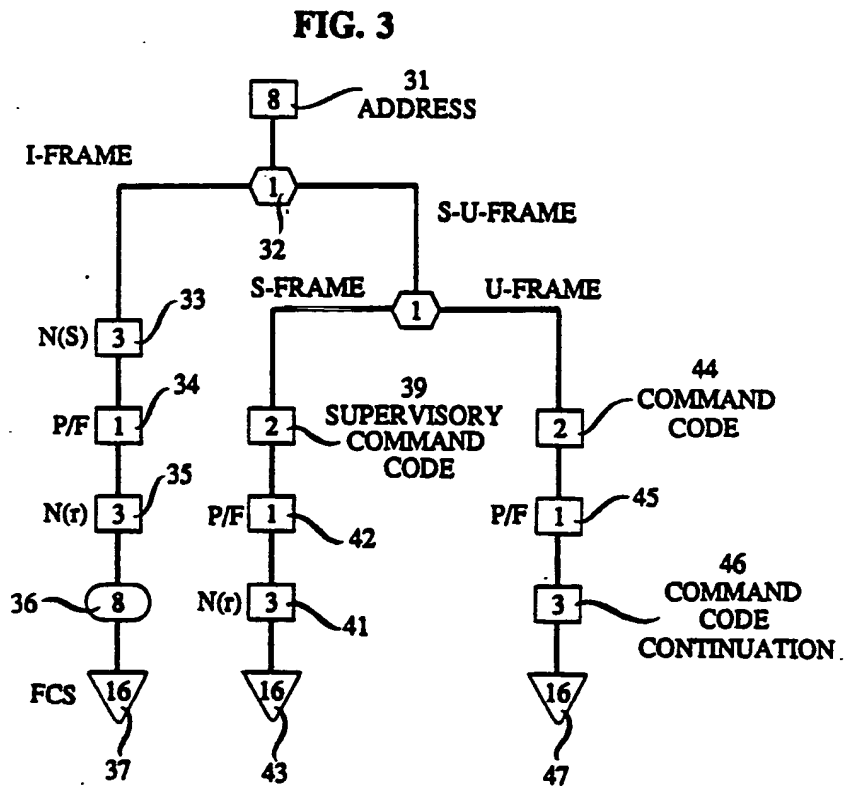 FIG. 3
8
31
ADDRESS
I-FRAME
1
32
S-U-FRAME
S-FRAME
1
U-FRAME
N(S)
3
33
P/F
1
34
N(r)
3
35
36
8
FCS
16
37
2
39
SUPERVISORY
COMMAND
CODE
P/F
1
42
N(r)
3
41
16
43
2
44
COMMAND
CODE
P/F
1
45
3
46
COMMAND
CODE
CONTINUATION
16
47